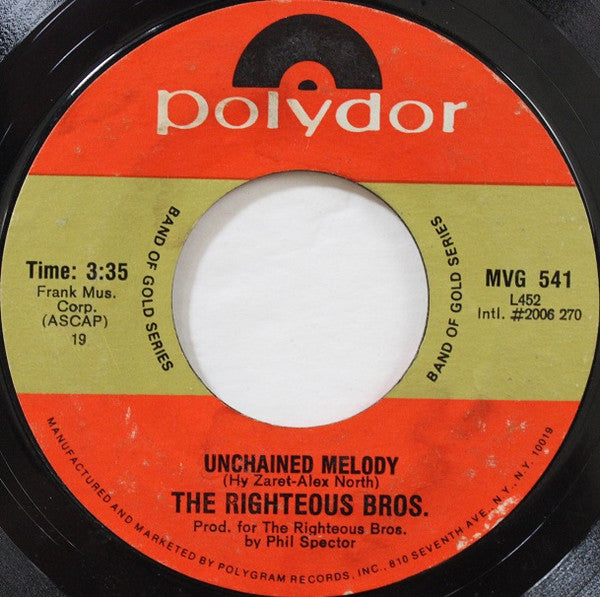 polydor
BAND OF GOLD SERIES
BAND OF GOLD SERIES
Time: 3:35
Frank Mus.
Corp.
(ASCAP)
19
MVG 541
L452
Intl. #2006 270
UNCHAINED MELODY
(Hy Zaret-Alex North)
THE RIGHTEOUS BROS.
Prod. for The Righteous Bros.
by Phil Spector
MANUFACTURED AND MARKETED BY POLYGRAM RECORDS, INC., 810 SEVENTH AVE., N.Y., N.Y. 10019